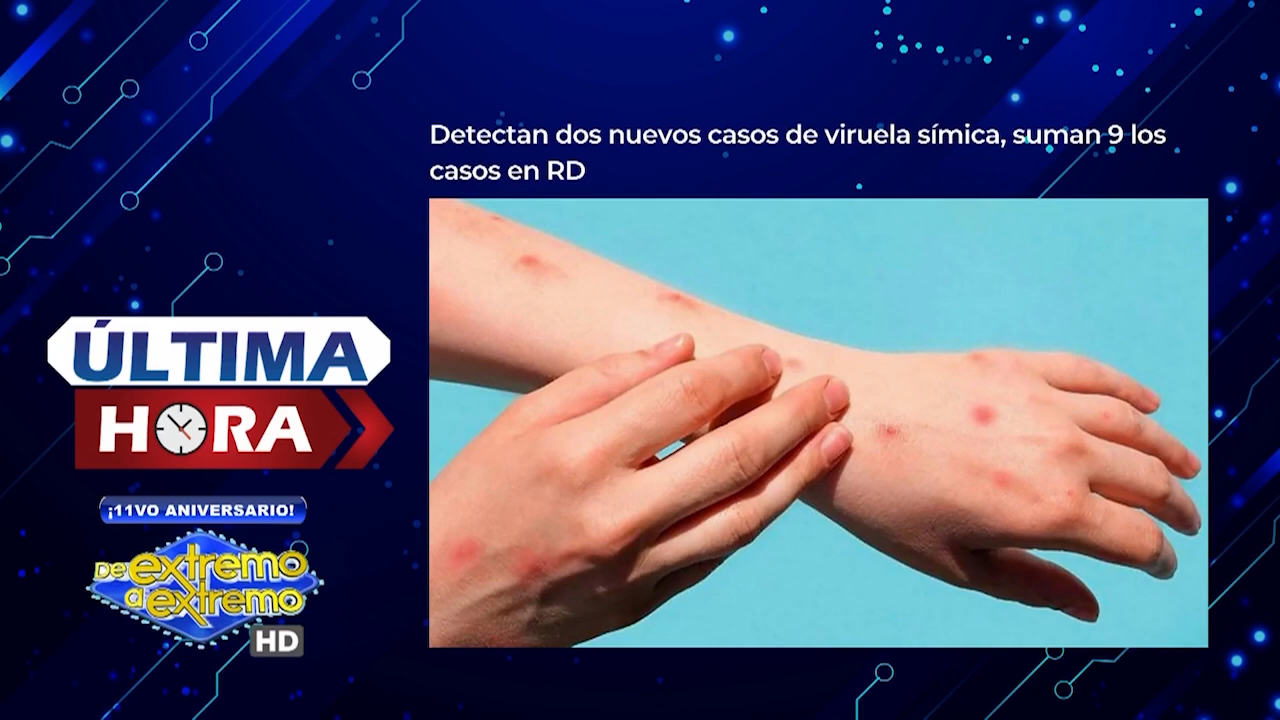 Detectan dos nuevos casos de viruela símica, suman 9 los
casos en RD
ÚLTIMA
HORA
¡11VO ANIVERSARIO!
De extremo
a extremo
HD